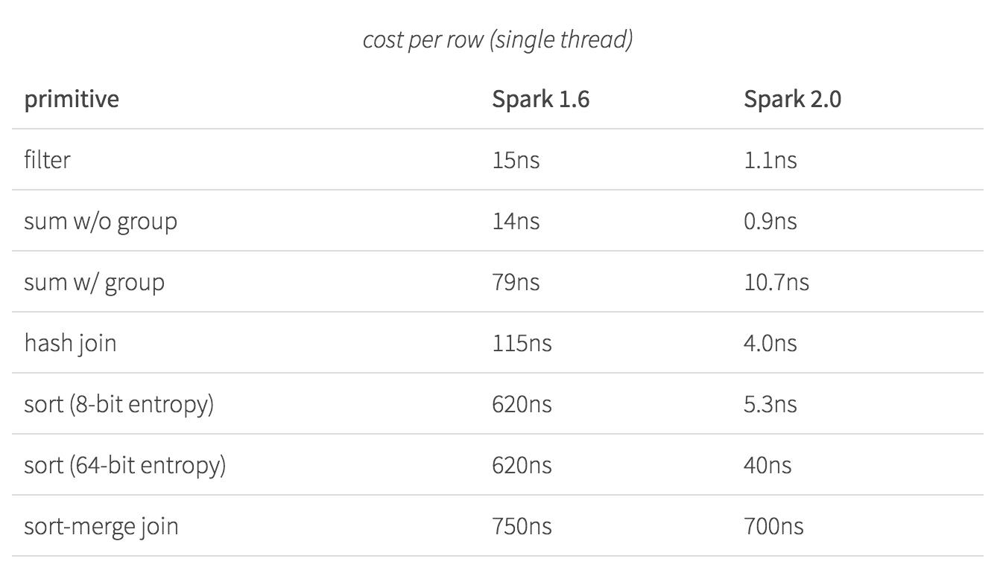 cost per row (single thread)
primitive Spark 1.6 Spark 2.0
filter 15ns 1.1ns
sum w/o group 14ns 0.9ns
sum w/ group 79ns 10.7ns
hash join 115ns 4.0ns
sort (8-bit entropy) 620ns 5.3ns
sort (64-bit entropy) 620ns 40ns
sort-merge join 750ns 700ns